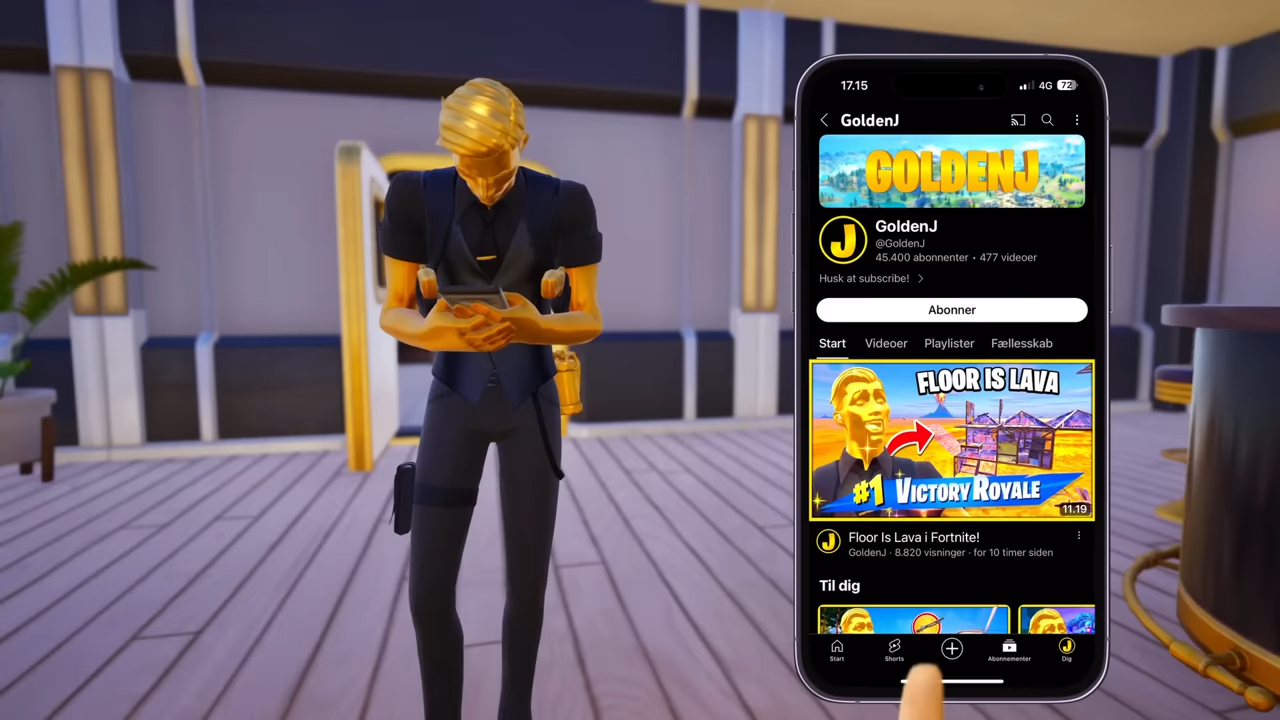 17.15
4G 72
GoldenJ
GOLDENJ
J
GoldenJ
@GoldenJ
45.400 abonnenter • 477 videoer
Husk at subscribe!
Abonner
Start Videoer Playlister Fællesskab
FLOOR IS LAVA
#1 VICTORY ROYALE
11.19
J
Floor Is Lava i Fortnite!
GoldenJ · 8.820 visninger · for 10 timer siden
Til dig
J
Start Shorts Abonnementer Dig